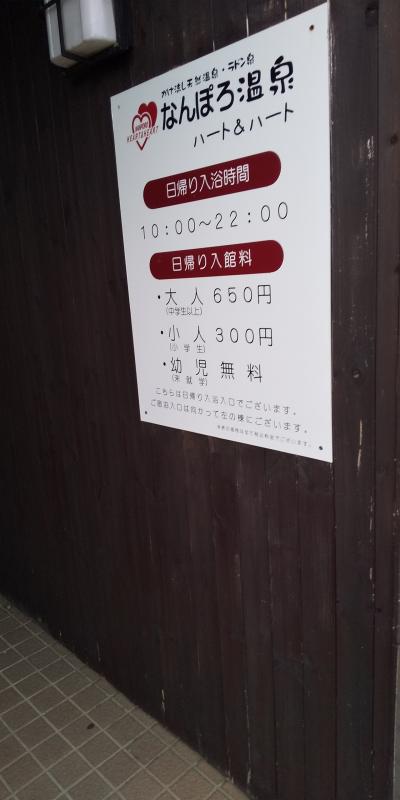 かけ流し天然温泉・ラドン泉
なんぽろ温泉
HEART&HEART
ハート&ハート
日帰り入浴時間
10:00～22:00
日帰り入館料
・大人 650円
(中学生以上)
・小人 300円
(小学生)
・幼児 無料
(未就学)
こちらは日帰り入浴入口でございます。
ご宿泊入口は向かって左の棟にございます。